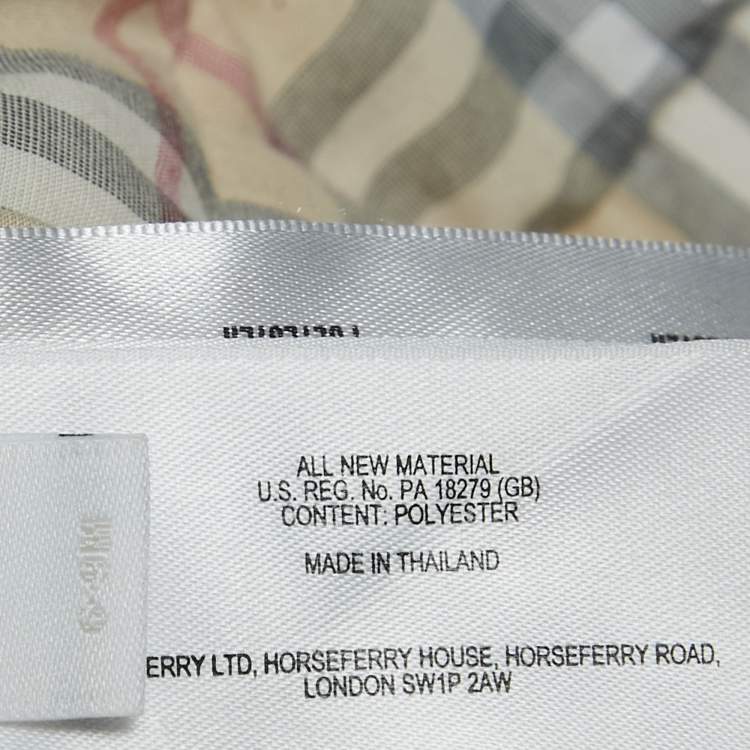 ALL NEW MATERIAL
U.S. REG. No. PA 18279 (GB)
CONTENT: POLYESTER
MADE IN THAILAND
ERRY LTD, HORSEFERRY HOUSE, HORSEFERRY ROAD,
LONDON SW1P 2AW